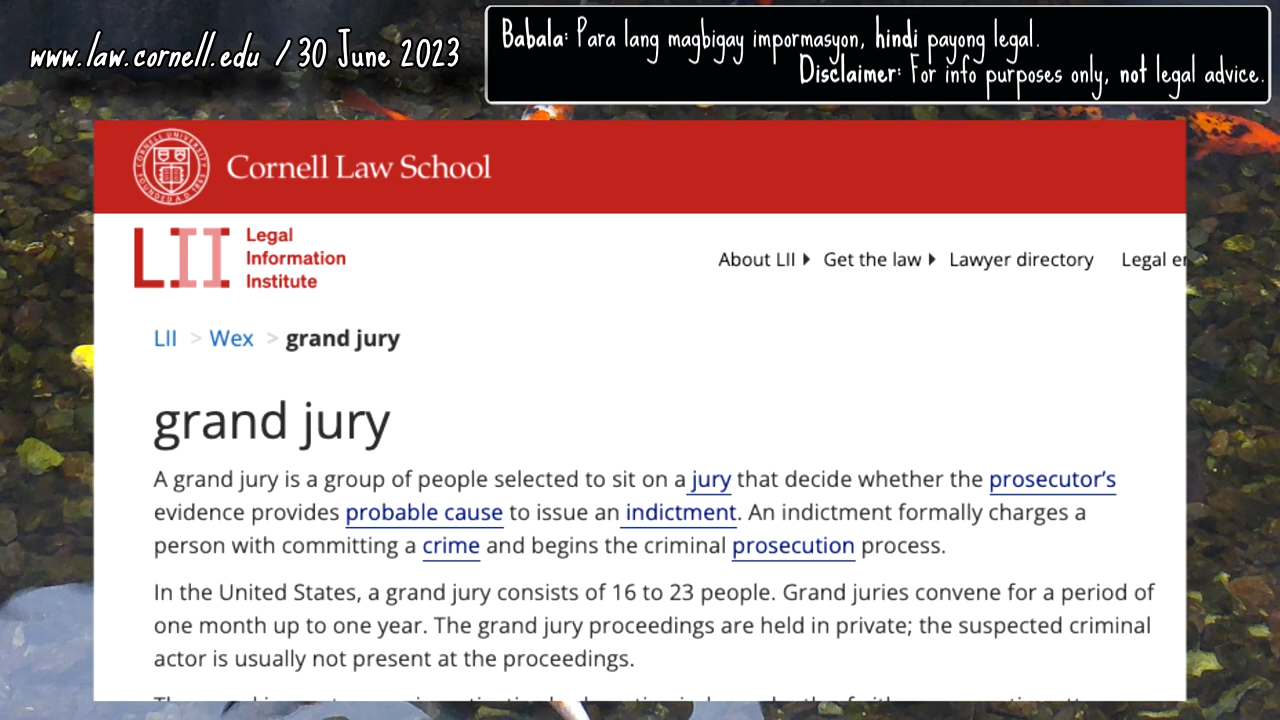 www.law.cornell.edu / 30 June 2023
Babala: Para lang magbigay impormasyon, hindi payong legal.
Disclaimer: For info purposes only, not legal advice.
Cornell Law School
LII
Legal
Information
Institute
About LII Get the law Lawyer directory Legal
LII > Wex > grand jury
grand jury
A grand jury is a group of people selected to sit on a jury that decide whether the prosecutor’s
evidence provides probable cause to issue an indictment. An indictment formally charges a
person with committing a crime and begins the criminal prosecution process.
In the United States, a grand jury consists of 16 to 23 people. Grand juries convene for a period of
one month up to one year. The grand jury proceedings are held in private; the suspected criminal
actor is usually not present at the proceedings.